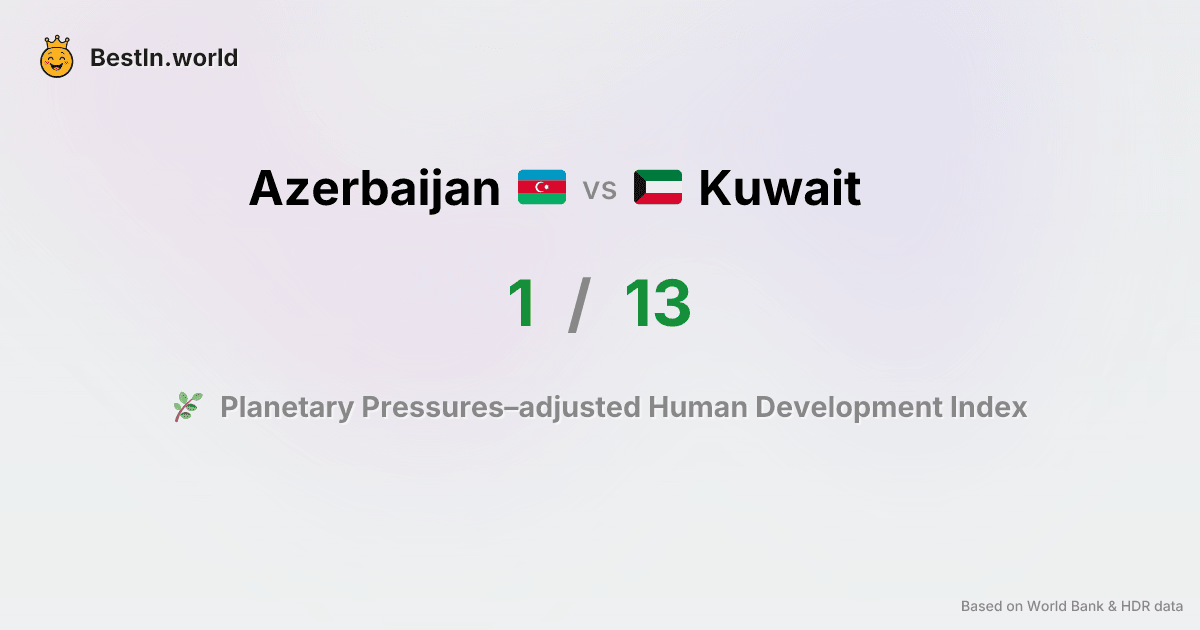 BestIn.world
Azerbaijan vs Kuwait
1 / 13
Planetary Pressures–adjusted Human Development Index
Based on World Bank & HDR data